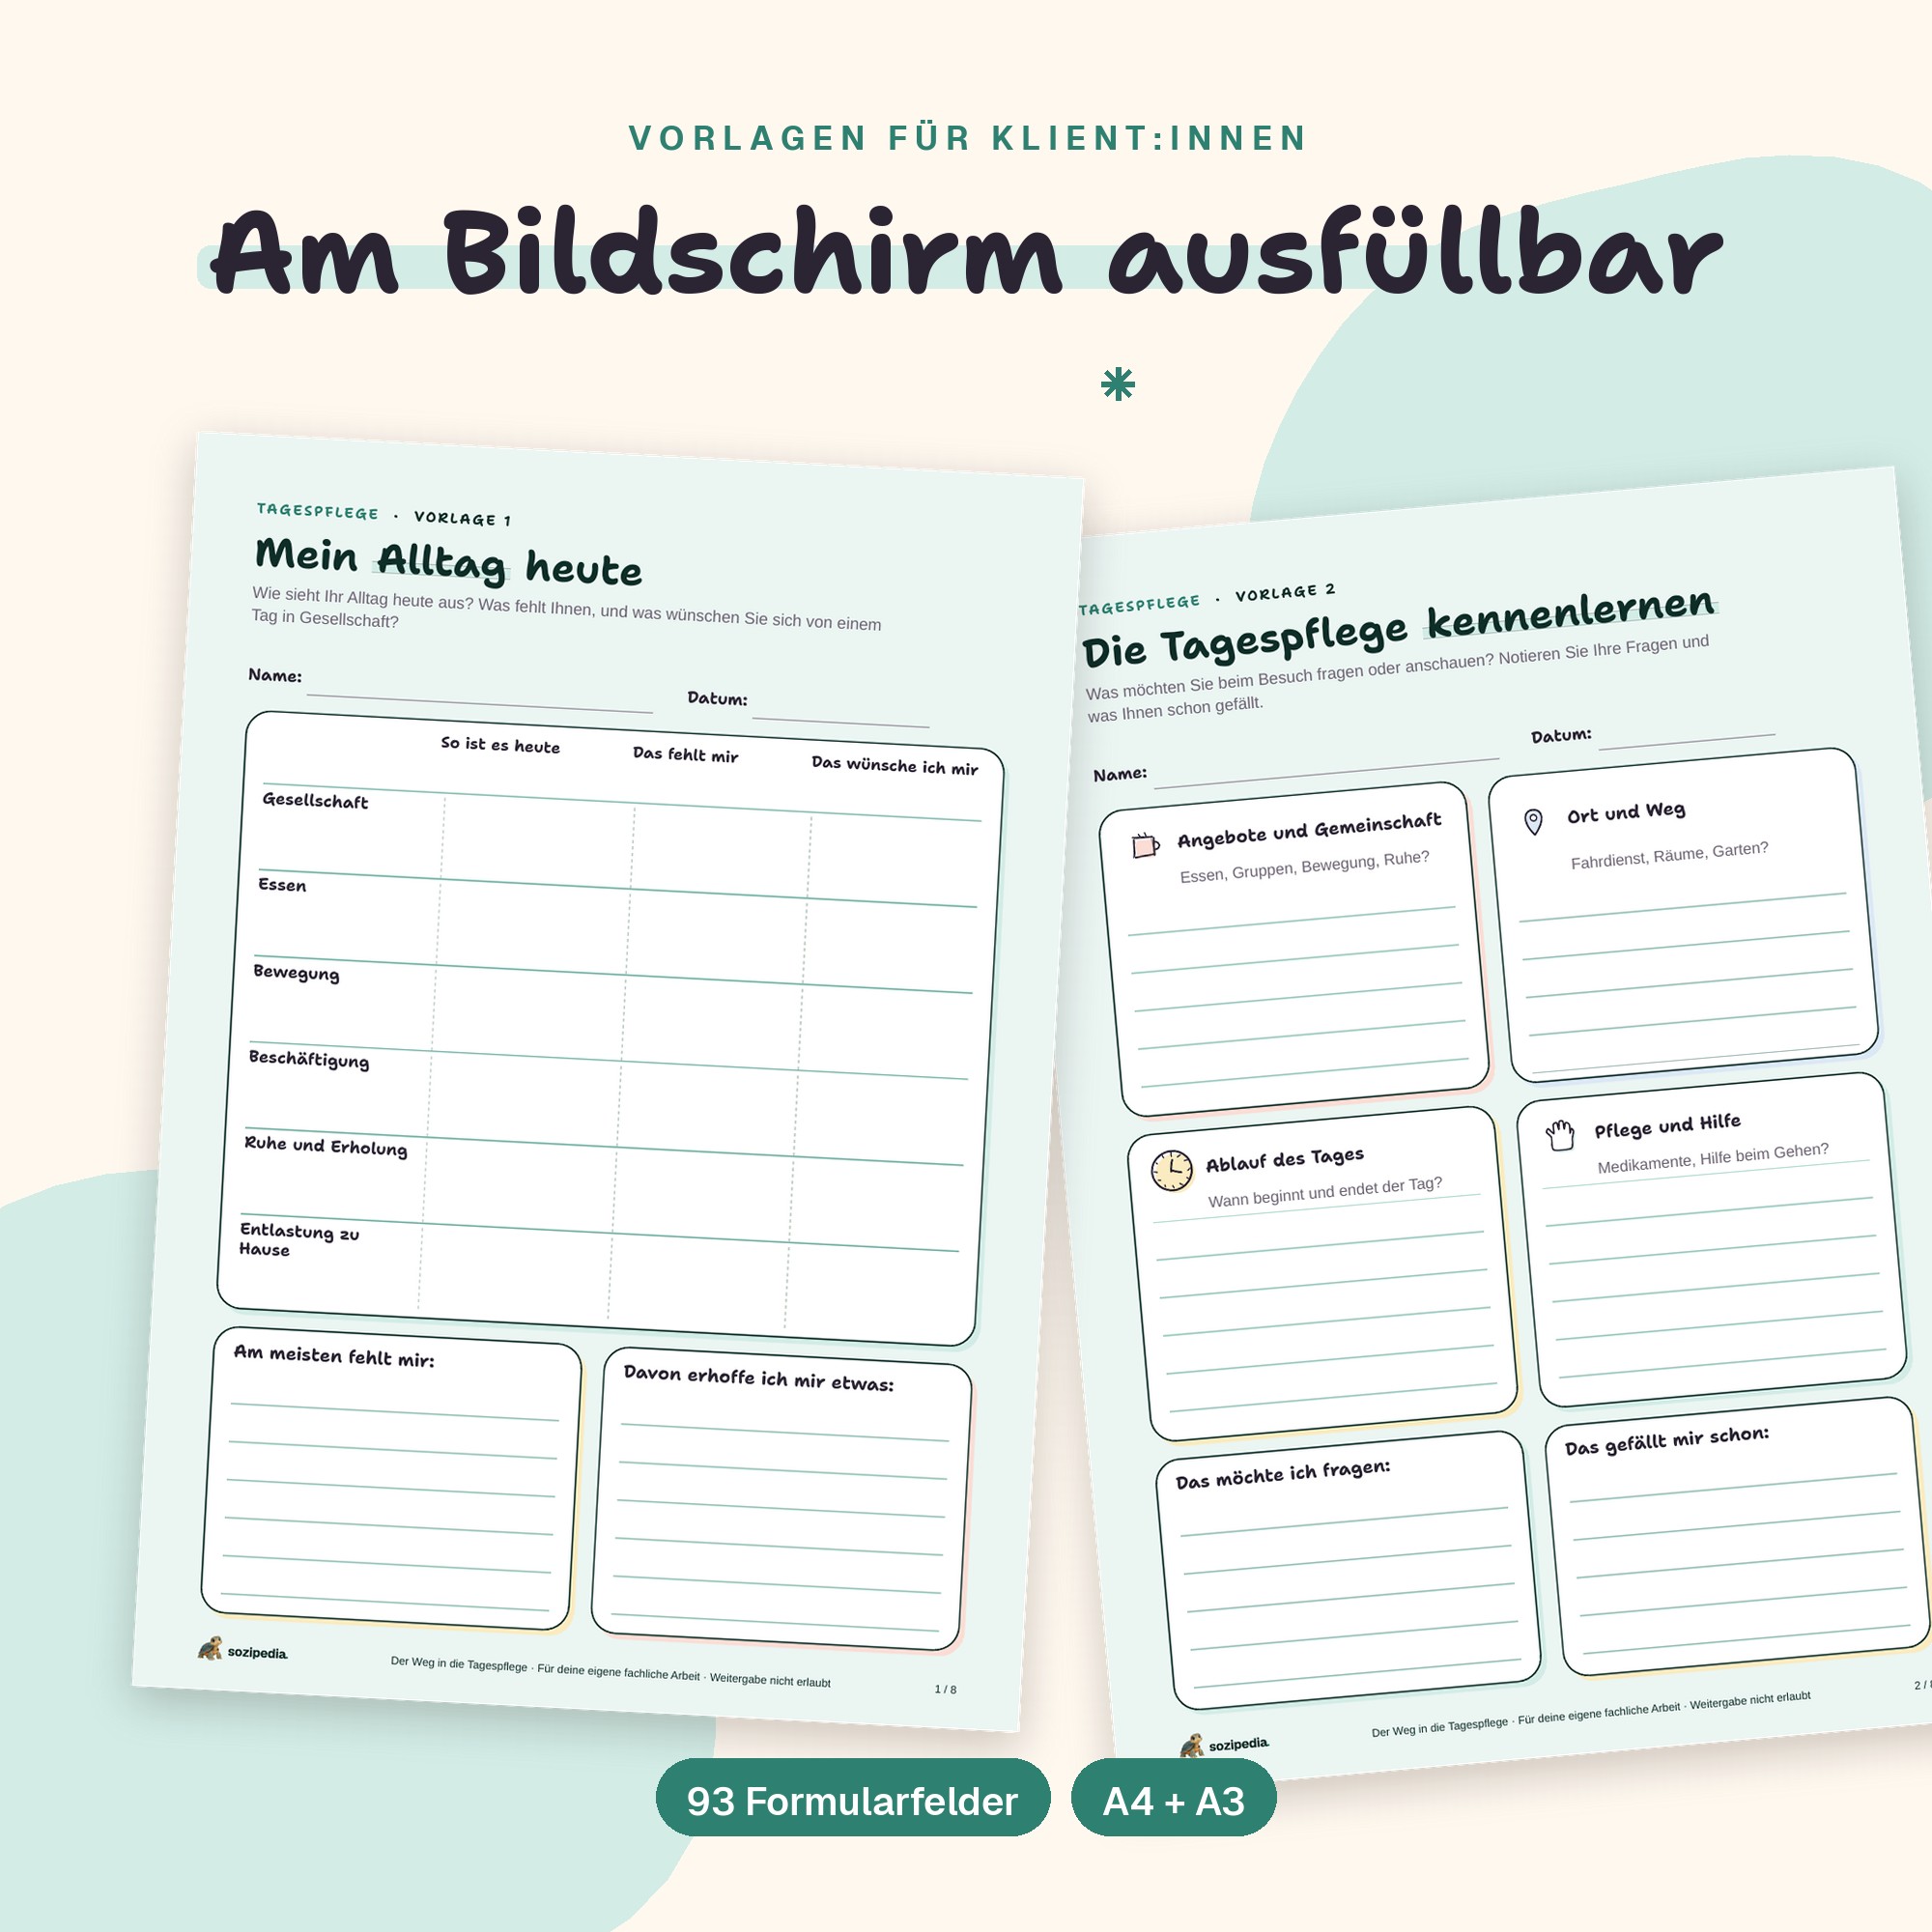 VORLAGEN FÜR KLIENT:INNEN
Am Bildschirm ausfüllbar
TAGESPFLEGE · VORLAGE 1
Mein Alltag heute
Wie sieht Ihr Alltag heute aus? Was fehlt Ihnen, und was wünschen Sie sich von einem
Tag in Gesellschaft?
Name:
Datum:
So ist es heute
Das fehlt mir
Das wünsche ich mir
Gesellschaft
Essen
Bewegung
Beschäftigung
Ruhe und Erholung
Entlastung zu
Hause
Am meisten fehlt mir:
Davon erhoffe ich mir etwas:
sozipedia.
Der Weg in die Tagespflege · Für deine eigene fachliche Arbeit · Weitergabe nicht erlaubt
1 / 8
TAGESPFLEGE · VORLAGE 2
Die Tagespflege kennenlernen
Was möchten Sie beim Besuch fragen oder anschauen? Notieren Sie Ihre Fragen und
was Ihnen schon gefällt.
Name:
Datum:
Angebote und Gemeinschaft
Essen, Gruppen, Bewegung, Ruhe?
Ort und Weg
Fahrdienst, Räume, Garten?
Ablauf des Tages
Wann beginnt und endet der Tag?
Pflege und Hilfe
Medikamente, Hilfe beim Gehen?
Das möchte ich fragen:
Das gefällt mir schon:
sozipedia.
Der Weg in die Tagespflege · Für deine eigene fachliche Arbeit · Weitergabe nicht erlaubt
2 / 8
93 Formularfelder
A4 + A3